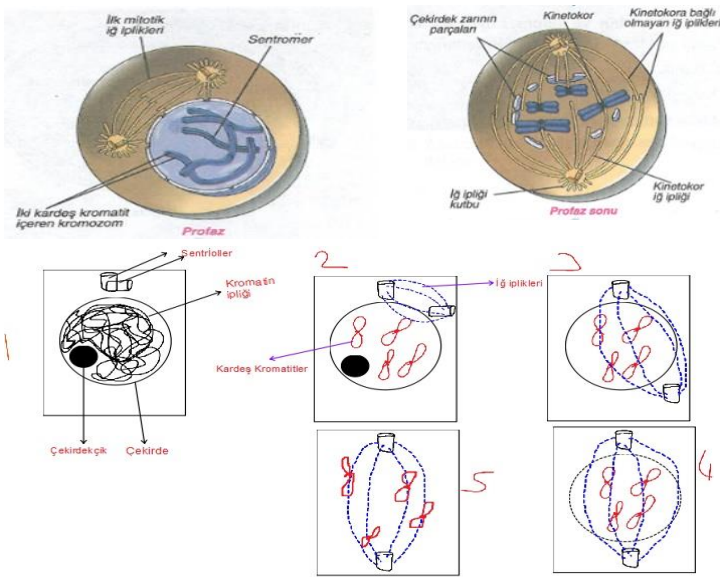 İlk mitotik
iğ iplikleri
Sentromer
İki kardeş kromatit
içeren kromozom
Profaz
Çekirdek zarının
parçaları
Kinetokor
Kinetokora bağlı
olmayan iğ iplikleri
İğ ipliği
kutbu
Kinetokor
iğ ipliği
Profaz sonu
1
Sentrioller
Kromatin
ipliği
Çekirdekçik
Çekirde
2
İğ iplikleri
Kardeş Kromatitler
3
5
4